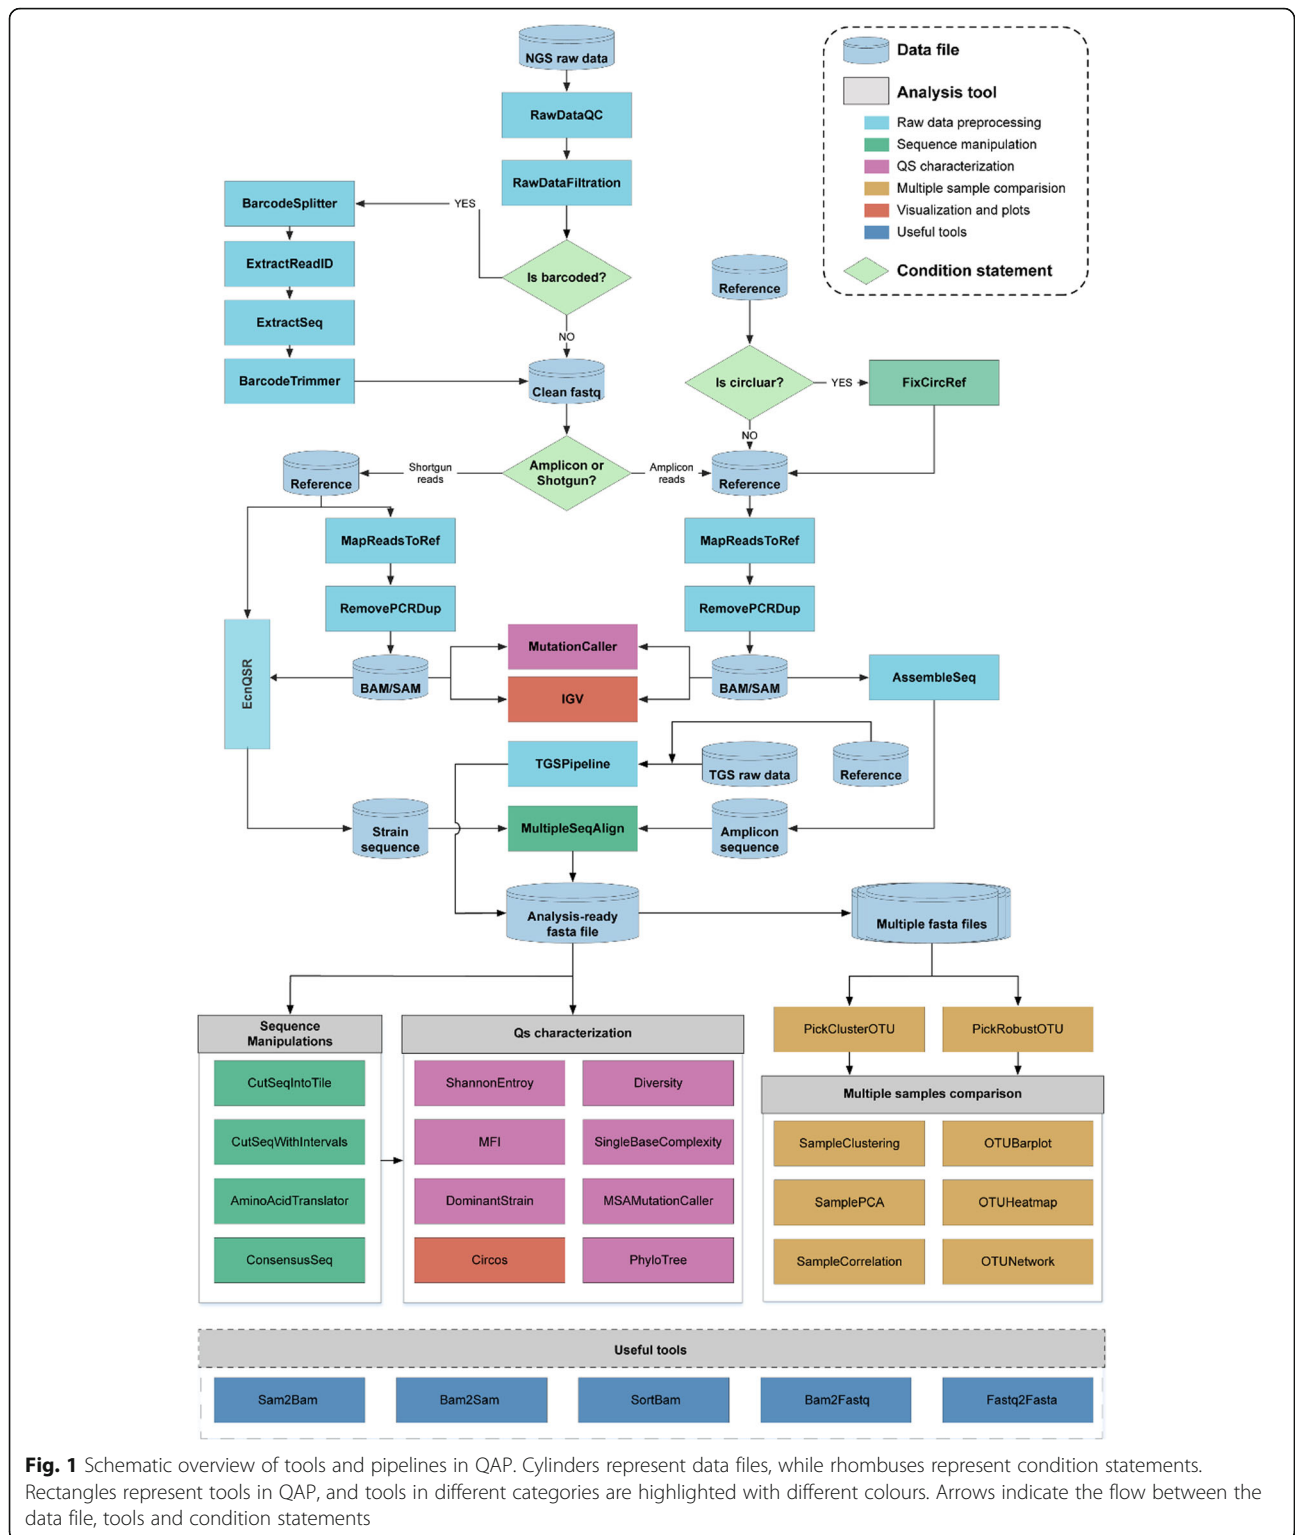 NGS raw data
RawDataQC
RawDataFiltration
BarcodeSplitter
YES
ExtractReadID
Is barcoded?
ExtractSeq
NO
BarcodeTrimmer
Clean fastq
Data file
Analysis tool
Raw data preprocessing
Sequence manipulation
QS characterization
Multiple sample comparision
Visualization and plots
Useful tools
Condition statement
Reference
Is circluar?
YES
FixCircRef
NO
Reference
Shortgun
reads
Amplicon or
Shotgun?
Amplicon
reads
Reference
MapReadsToRef
MapReadsToRef
RemovePCRDup
RemovePCRDup
EcnQSR
BAM/SAM
MutationCaller
IGV
BAM/SAM
AssembleSeq
TGSPipeline
TGS raw data
Reference
Strain
sequence
MultipleSeqAlign
Amplicon
sequence
Analysis-ready
fasta file
Multiple fasta files
Sequence
Manipulations
CutSeqIntoTile
CutSeqWithIntervals
AminoAcidTranslator
ConsensusSeq
Qs characterization
ShannonEntroy
Diversity
MFI
SingleBaseComplexity
DominantStrain
MSAMutationCaller
Circos
PhyloTree
PickClusterOTU
PickRobustOTU
Multiple samples comparison
SampleClustering
OTUBarplot
SamplePCA
OTUHeatmap
SampleCorrelation
OTUNetwork
Useful tools
Sam2Bam
Bam2Sam
SortBam
Bam2Fastq
Fastq2Fasta
Fig. 1 Schematic overview of tools and pipelines in QAP. Cylinders represent data files, while rhombuses represent condition statements.
Rectangles represent tools in QAP, and tools in different categories are highlighted with different colours. Arrows indicate the flow between the
data file, tools and condition statements